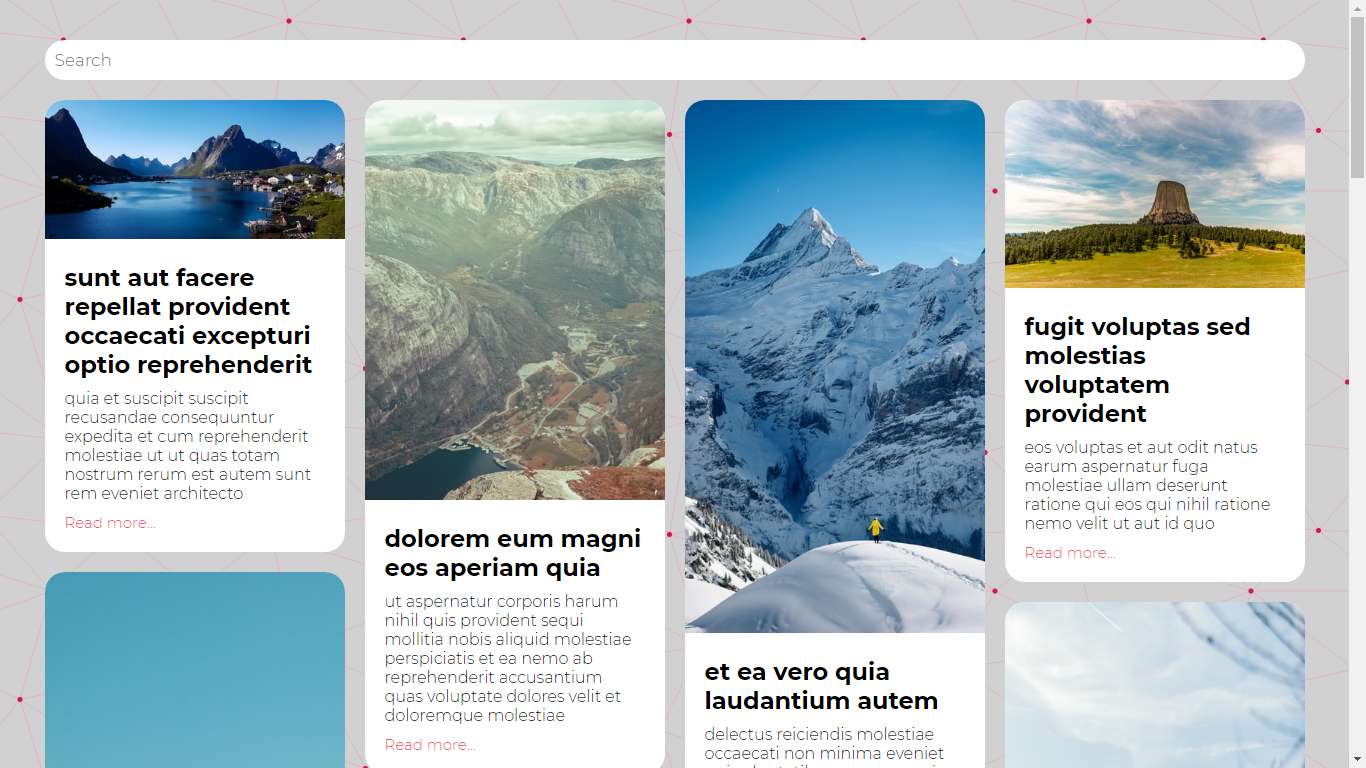 Search
sunt aut facere
repellat provident
occaecati excepturi
optio reprehenderit
quia et suscipit suscipit
recusandae consequuntur
expedita et cum reprehenderit
molestiae ut ut quas totam
nostrum rerum est autem sunt
rem eveniet architecto
Read more...
dolorem eum magni
eos aperiam quia
ut aspernatur corporis harum
nihil quis provident sequi
mollitia nobis aliquid molestiae
perspiciatis et ea nemo ab
reprehenderit accusantium
quas voluptate dolores velit et
doloremque molestiae
Read more...
et ea vero quia
laudantium autem
delectus reiciendis molestiae
occaecati non minima eveniet
fugit voluptas sed
molestias
voluptatem
provident
eos voluptas et aut odit natus
earum aspernatur fuga
molestiae ullam deserunt
ratione qui eos qui nihil ratione
nemo velit ut aut id quo
Read more...